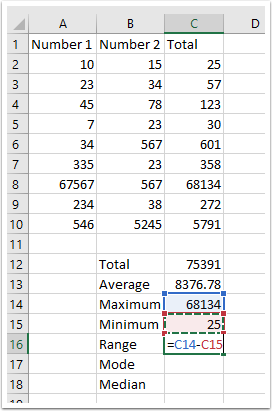 A B C D
1 Number 1 Number 2 Total
2 10 15 25
3 23 34 57
4 45 78 123
5 7 23 30
6 34 567 601
7 335 23 358
8 67567 567 68134
9 234 38 272
10 546 5245 5791
11
12 Total 75391
13 Average 8376.78
14 Maximum 68134
15 Minimum 25
16 Range =C14-C15
17 Mode
18 Median